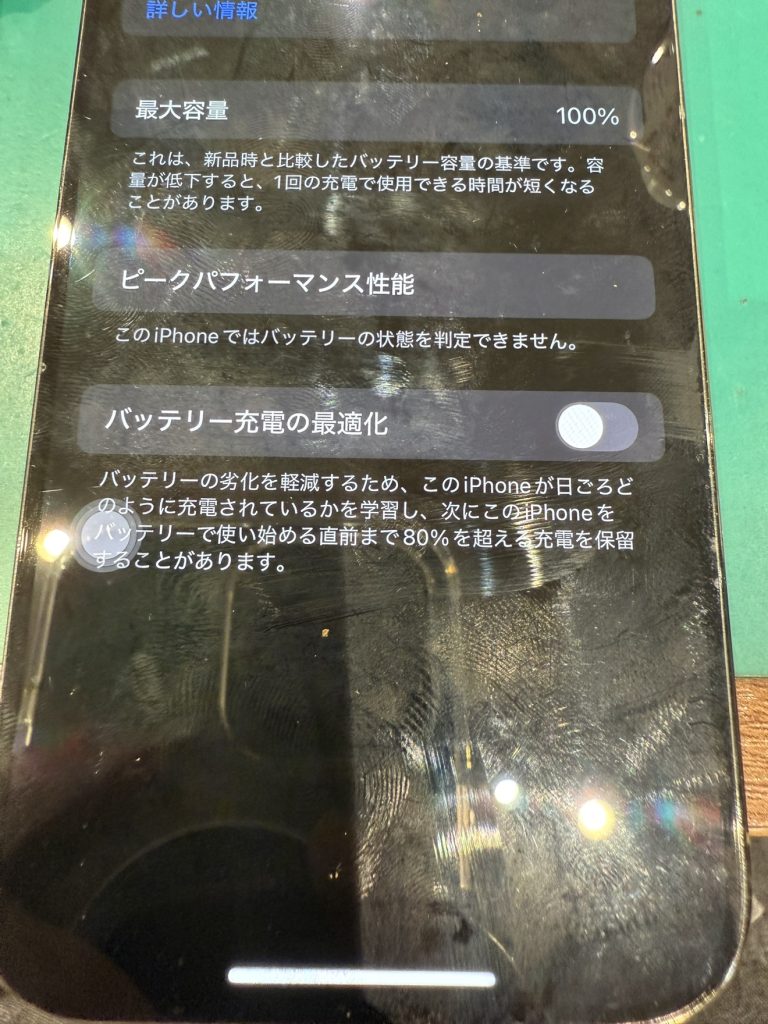 詳しい情報
最大容量
100%
これは、新品時と比較したバッテリー容量の基準です。容
量が低下すると、1回の充電で使用できる時間が短くなる
ことがあります。
ピークパフォーマンス性能
このiPhoneではバッテリーの状態を判定できません。
バッテリー充電の最適化
バッテリーの劣化を軽減するため、このiPhoneが日ごろど
のように充電されているかを学習し、次にこのiPhoneを
バッテリーで使い始める直前まで80%を超える充電を保留
することがあります。